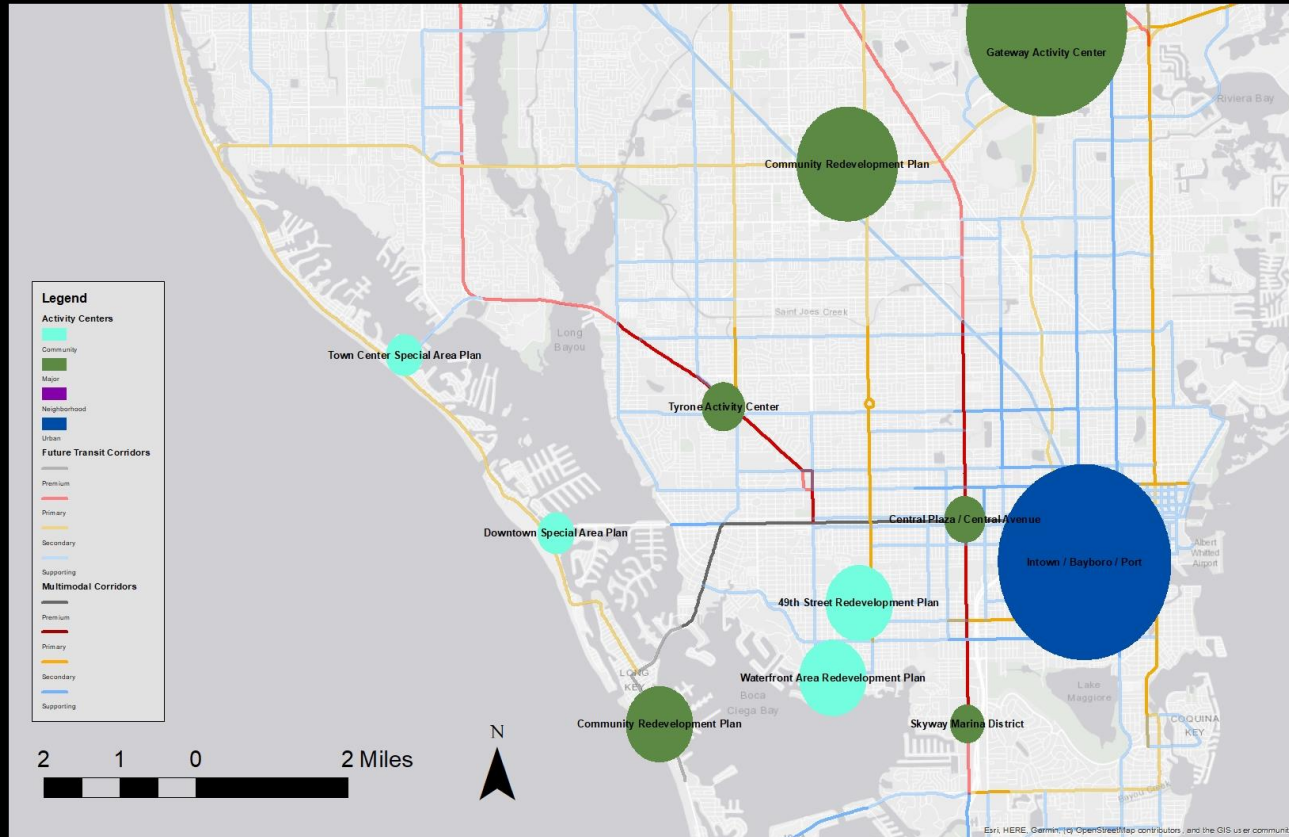 Gateway Activity Center
Riviera Bay
Community Redevelopment Plan
Legend
Activity Centers
Community
Major
Neighborhood
Urban
Future Transit Corridors
Premium
Primary
Secondary
Supporting
Multimodal Corridors
Premium
Primary
Secondary
Supporting
Saint Joes Creek
Long
Bayou
Town Center Special Area Plan
Tyrone Activity Center
Central Plaza / Central Avenue
Downtown Special Area Plan
Albert
Whitted
Airport
Intown / Bayboro / Port
49th Street Redevelopment Plan
LONG
KEY
Waterfront Area Redevelopment Plan
Boca
Ciega Bay
Lake
Maggiore
COQUINA
KEY
Community Redevelopment Plan
Skyway Marina District
N
2 1 0 2 Miles
Bayou Creek
Esri, HERE, Garmin, (c) OpenStreetMap contributors, and the GIS user communit